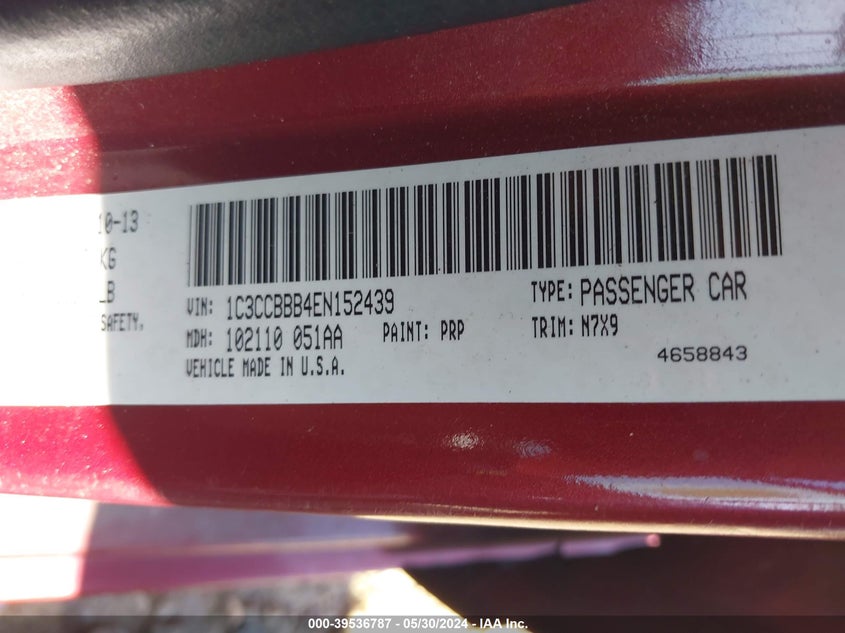 10-13
KG
LB
SAFETY.
VIN: 1C3CCBBB4EN152439 TYPE: PASSENGER CAR
MDH: 102110 051AA PAINT: PRP TRIM: N7X9
VEHICLE MADE IN U.S.A. 4658843
000-39536787 - 05/30/2024 - IAA Inc.